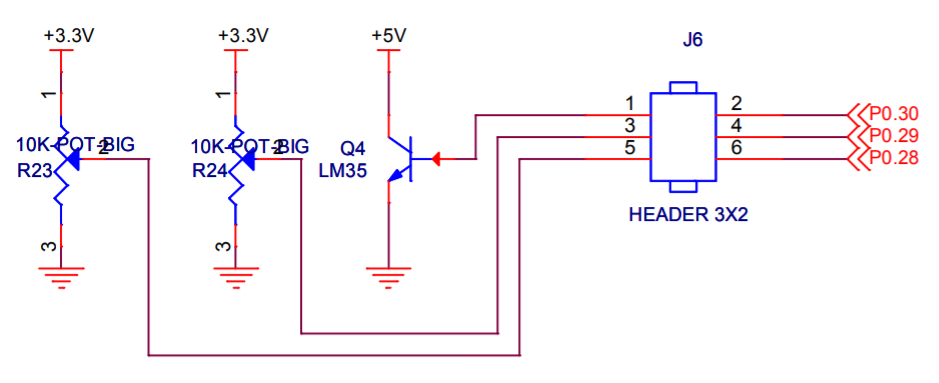 +3.3V
+3.3V
+5V
J6
1
1
1
2
P0.30
3
4
P0.29
5
6
P0.28
10K-POT-BIG
2
R23
10K-POT-BIG
2
R24
Q4
LM35
HEADER 3X2
3
3